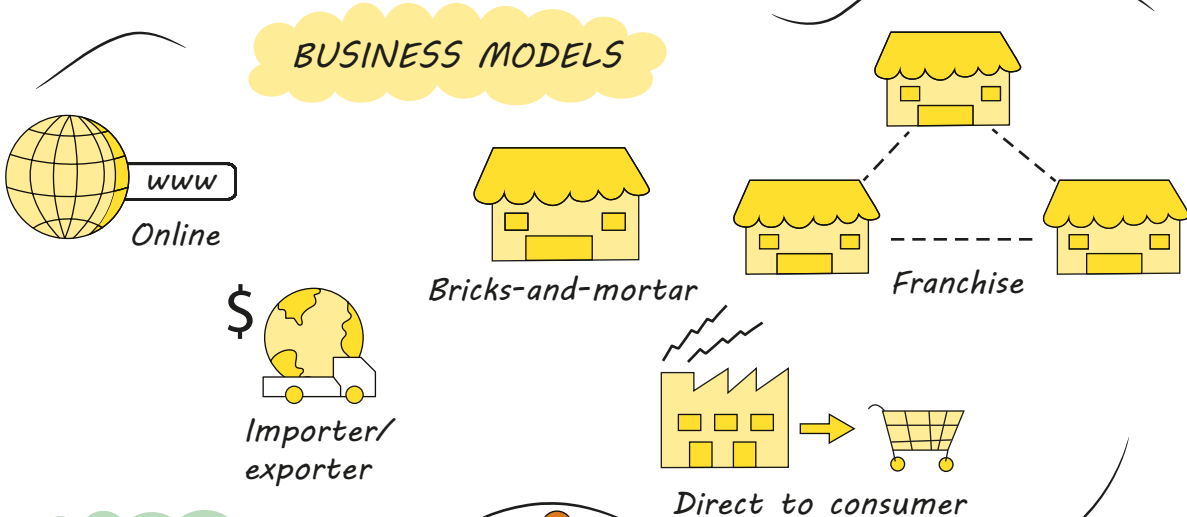 BUSINESS MODELS
www
Online
Bricks-and-mortar
Franchise
$
Importer/
exporter
Direct to consumer